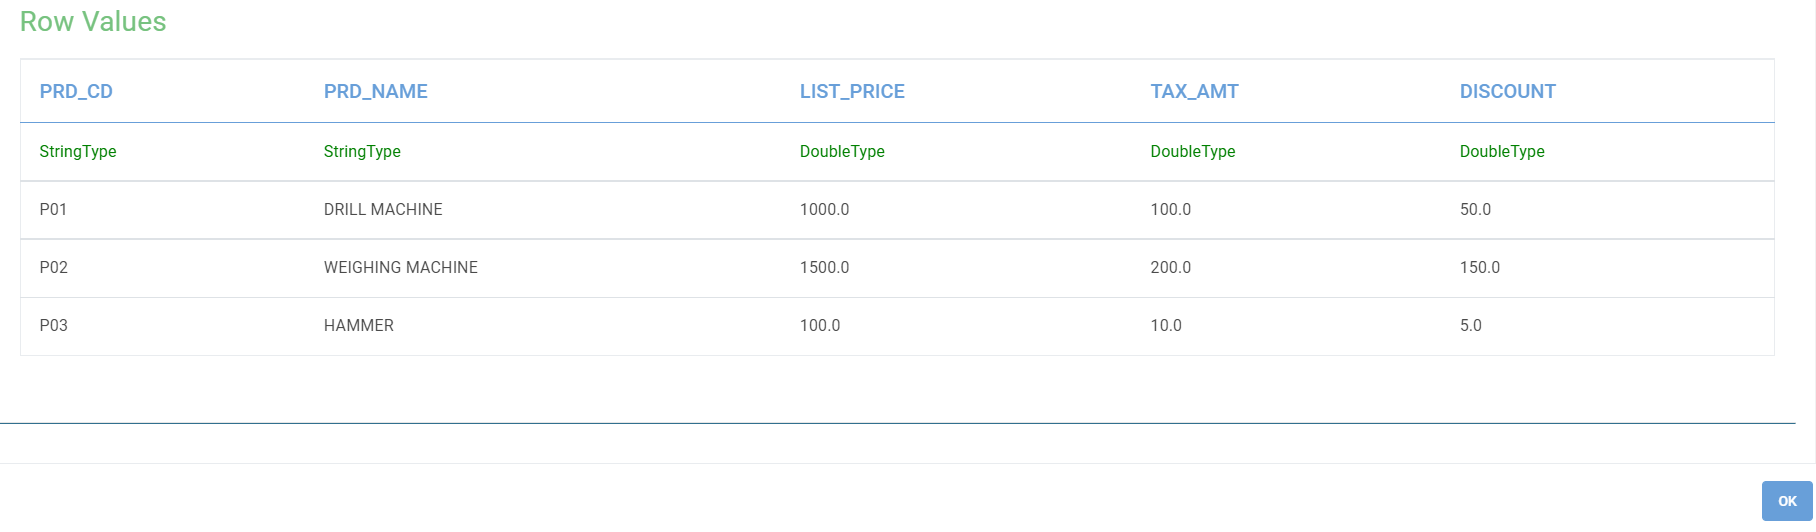 Row Values
PRD_CD PRD_NAME LIST_PRICE TAX_AMT DISCOUNT
StringType StringType DoubleType DoubleType DoubleType
P01 DRILL MACHINE 1000.0 100.0 50.0
P02 WEIGHING MACHINE 1500.0 200.0 150.0
P03 HAMMER 100.0 10.0 5.0
OK